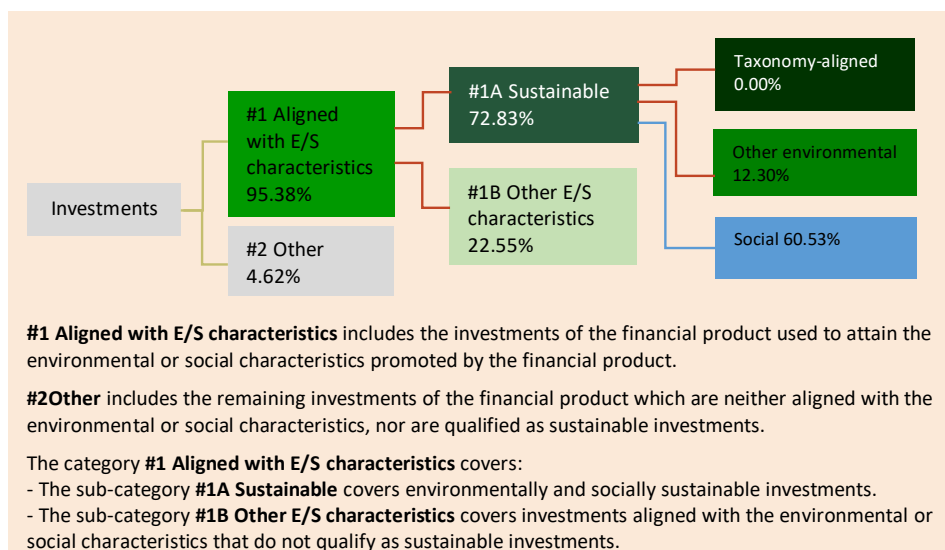 Investments
#1 Aligned
with E/S
characteristics
95.38%
#2 Other
4.62%
#1A Sustainable
72.83%
#1B Other E/S
characteristics
22.55%
Taxonomy-aligned
0.00%
Other environmental
12.30%
Social 60.53%
#1 Aligned with E/S characteristics includes the investments of the financial product used to attain the
environmental or social characteristics promoted by the financial product.
#2Other includes the remaining investments of the financial product which are neither aligned with the
environmental or social characteristics, nor are qualified as sustainable investments.
The category #1 Aligned with E/S characteristics covers:
- The sub-category #1A Sustainable covers environmentally and socially sustainable investments.
- The sub-category #1B Other E/S characteristics covers investments aligned with the environmental or
social characteristics that do not qualify as sustainable investments.